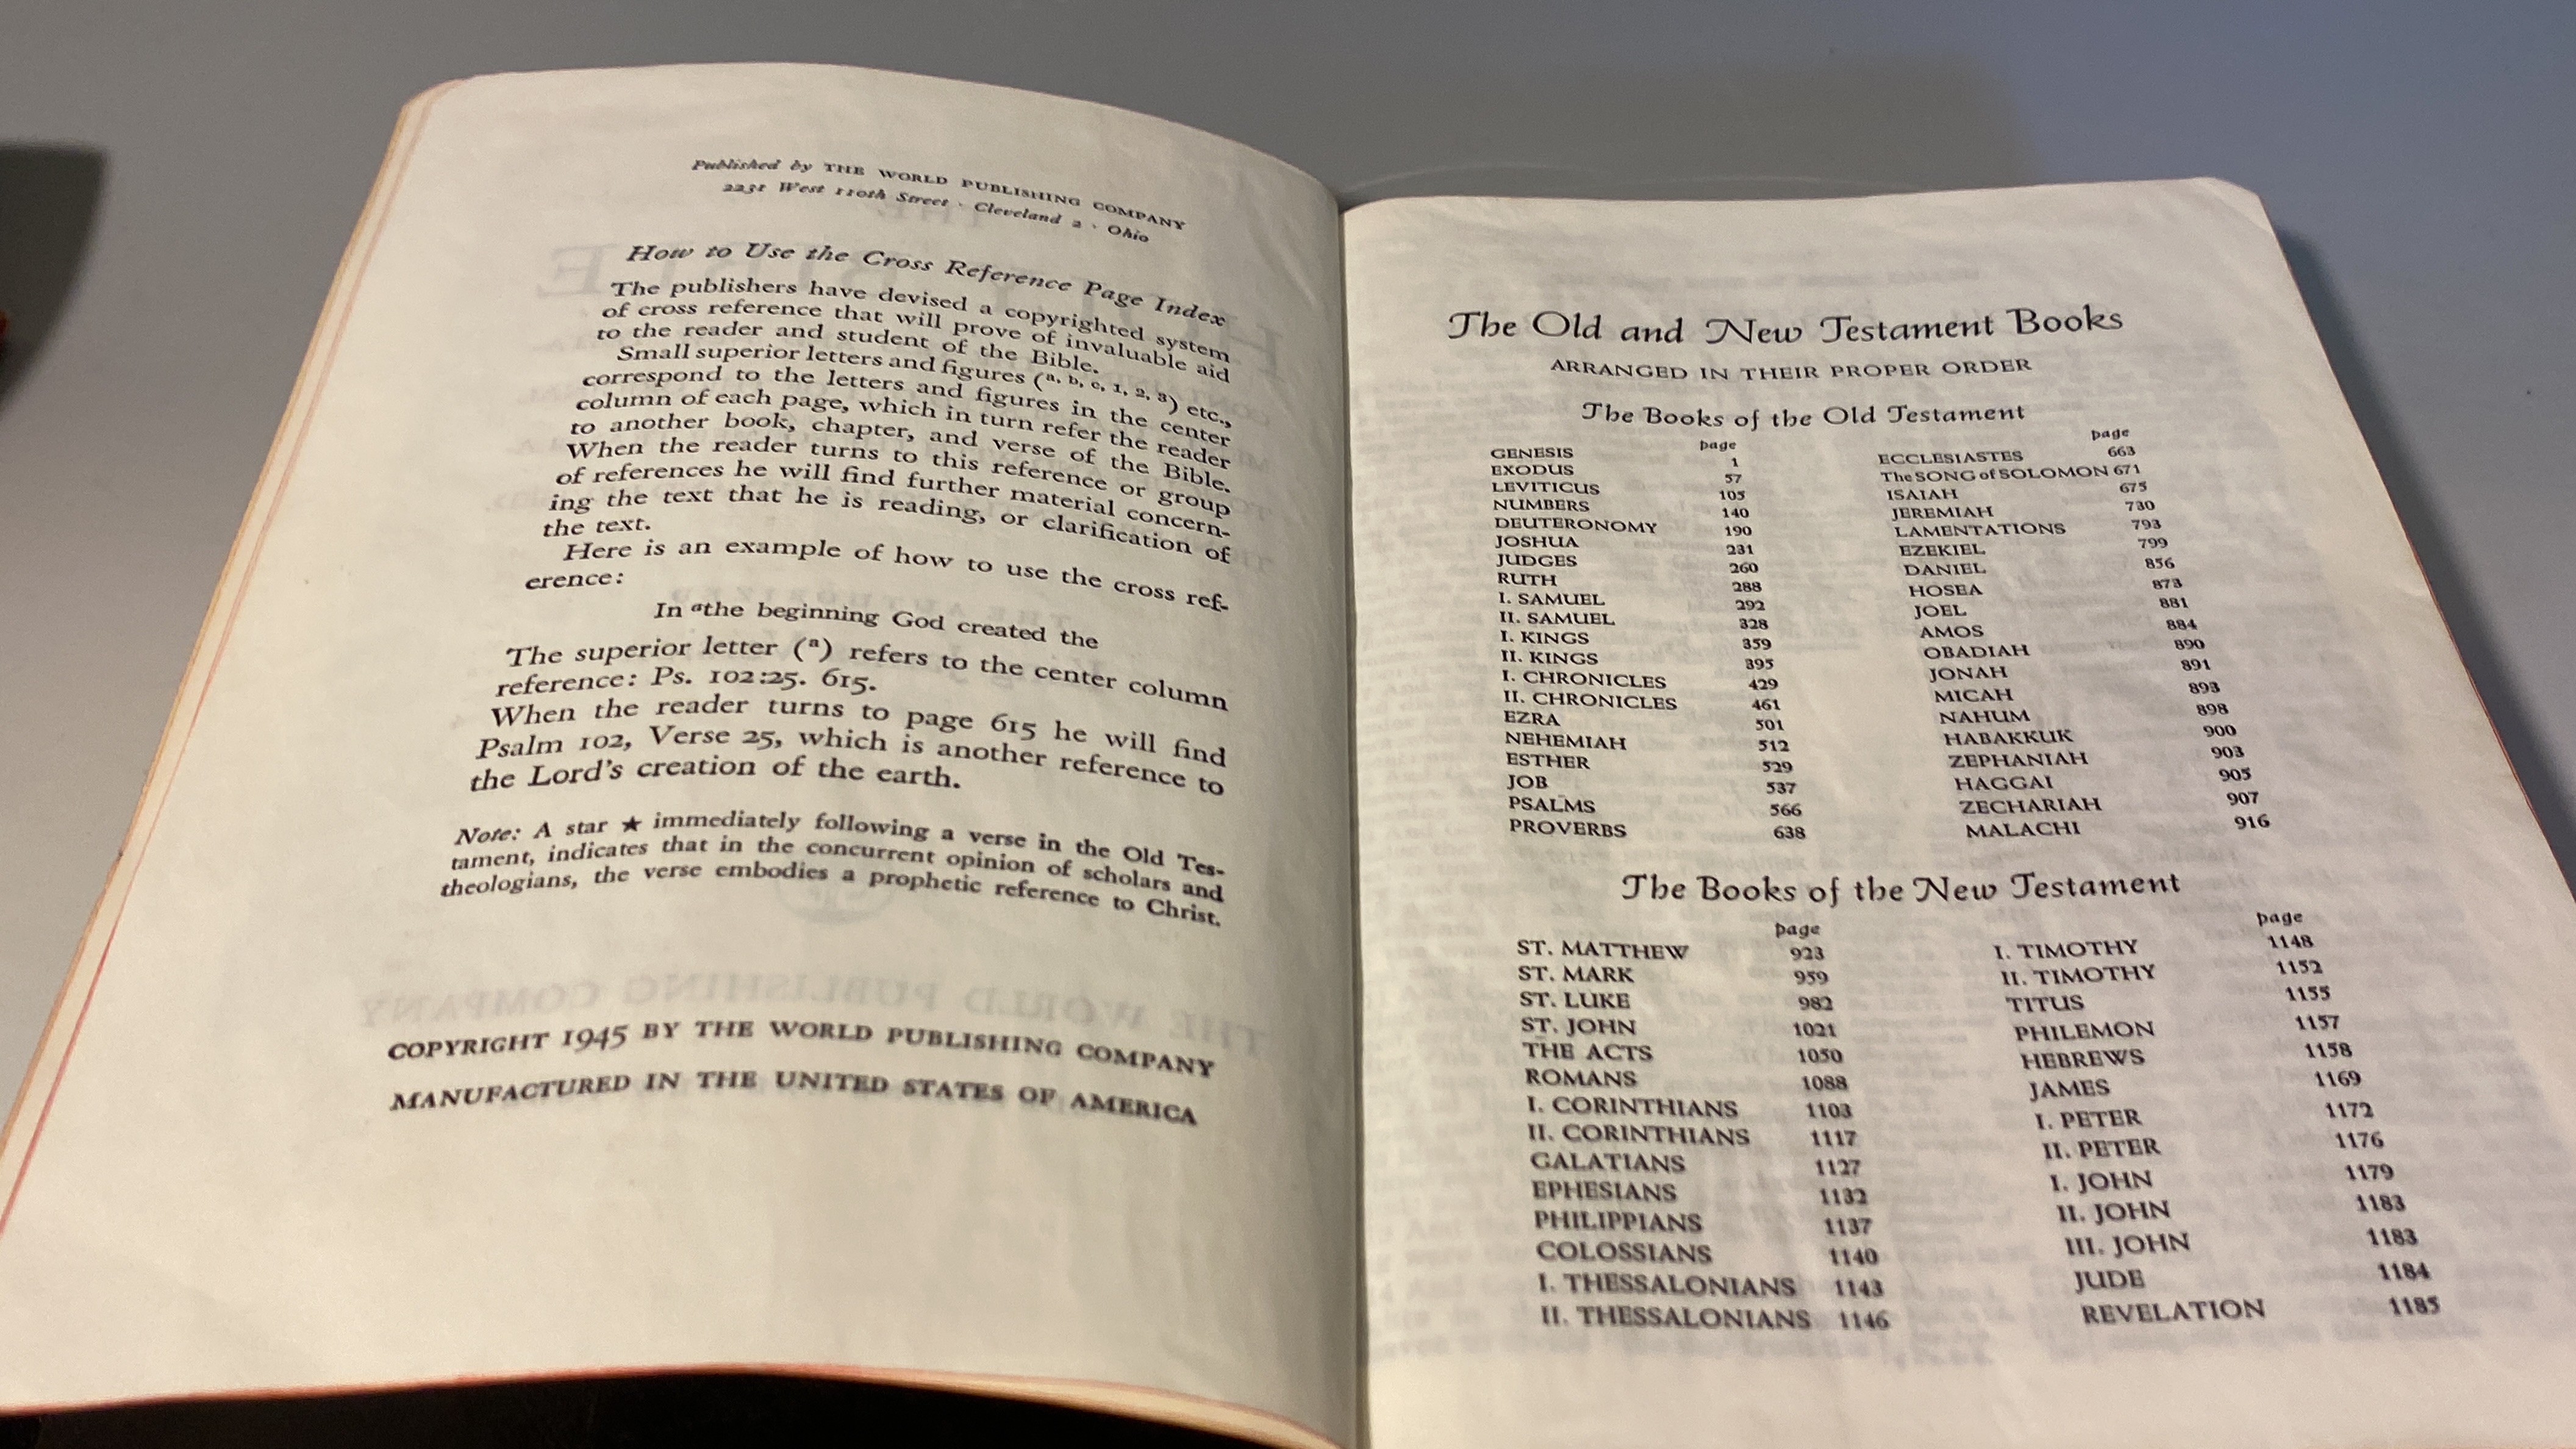 Published by THE WORLD PUBLISHING COMPANY
2231 West 110th Street · Cleveland 2 · Ohio
How to Use the Cross Reference Page Index
The publishers have devised a copyrighted system
of cross reference that will prove of invaluable aid
to the reader and student of the Bible.
Small superior letters and figures (a, b, c, 1, 2, 3) etc.,
correspond to the letters and figures in the center
column of each page, which in turn refer the reader
to another book, chapter, and verse of the Bible.
When the reader turns to this reference or group
of references he will find further material concern-
ing the text that he is reading, or clarification of
the text.
Here is an example of how to use the cross ref-
erence:
In ᵃthe beginning God created the
The superior letter (ᵃ) refers to the center column
reference: Ps. 102:25. 615.
When the reader turns to page 615 he will find
Psalm 102, Verse 25, which is another reference to
the Lord's creation of the earth.
Note: A star ★ immediately following a verse in the Old Tes-
tament, indicates that in the concurrent opinion of scholars and
theologians, the verse embodies a prophetic reference to Christ.
COPYRIGHT 1945 BY THE WORLD PUBLISHING COMPANY
MANUFACTURED IN THE UNITED STATES OF AMERICA
The Old and New Testament Books
ARRANGED IN THEIR PROPER ORDER
The Books of the Old Testament
page
GENESIS 1
EXODUS 57
LEVITICUS 105
NUMBERS 140
DEUTERONOMY 190
JOSHUA 231
JUDGES 260
RUTH 288
I. SAMUEL 292
II. SAMUEL 328
I. KINGS 359
II. KINGS 395
I. CHRONICLES 429
II. CHRONICLES 461
EZRA 501
NEHEMIAH 512
ESTHER 529
JOB 537
PSALMS 566
PROVERBS 638
page
ECCLESIASTES 663
The SONG of SOLOMON 671
ISAIAH 675
JEREMIAH 730
LAMENTATIONS 793
EZEKIEL 799
DANIEL 856
HOSEA 873
JOEL 881
AMOS 884
OBADIAH 890
JONAH 891
MICAH 893
NAHUM 898
HABAKKUK 900
ZEPHANIAH 903
HAGGAI 905
ZECHARIAH 907
MALACHI 916
The Books of the New Testament
page
ST. MATTHEW 923
ST. MARK 959
ST. LUKE 982
ST. JOHN 1021
THE ACTS 1050
ROMANS 1088
I. CORINTHIANS 1103
II. CORINTHIANS 1117
GALATIANS 1127
EPHESIANS 1132
PHILIPPIANS 1137
COLOSSIANS 1140
I. THESSALONIANS 1143
II. THESSALONIANS 1146
page
I. TIMOTHY 1148
II. TIMOTHY 1152
TITUS 1155
PHILEMON 1157
HEBREWS 1158
JAMES 1169
I. PETER 1172
II. PETER 1176
I. JOHN 1179
II. JOHN 1183
III. JOHN 1183
JUDE 1184
REVELATION 1185